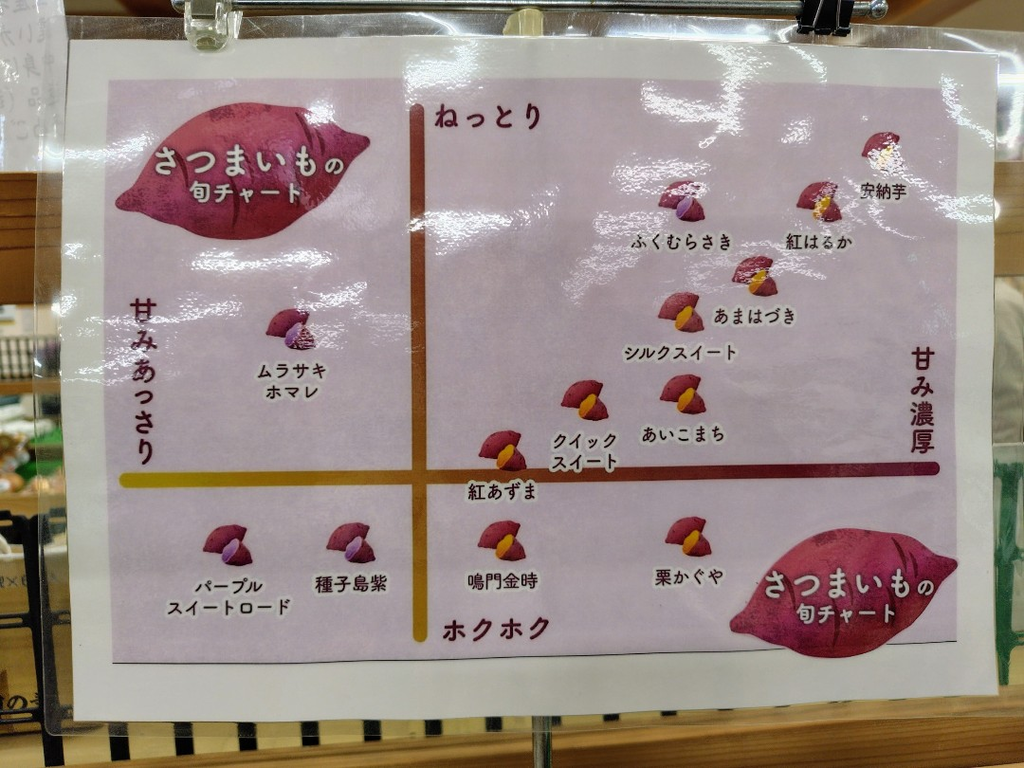 さつまいもの
旬チャート
ねっとり
安納芋
ふくむらさき
紅はるか
あまはづき
シルクスイート
甘みあっさり
ムラサキ
ホマレ
甘み濃厚
あいこまち
クイック
スイート
紅あずま
パープル
スイートロード
種子島紫
鳴門金時
栗かぐや
さつまいもの
旬チャート
ホクホク